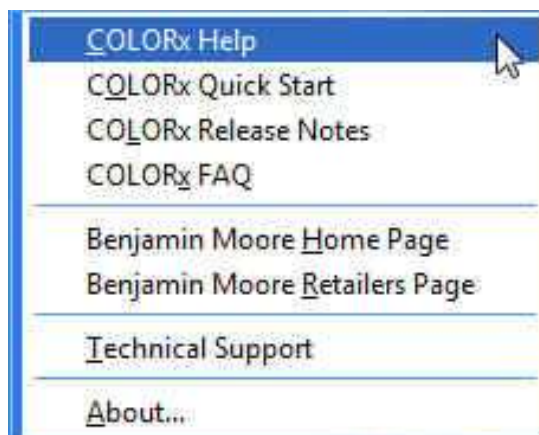 COLORx Help
COLORx Quick Start
COLORx Release Notes
COLORx FAQ
Benjamin Moore Home Page
Benjamin Moore Retailers Page
Technical Support
About...